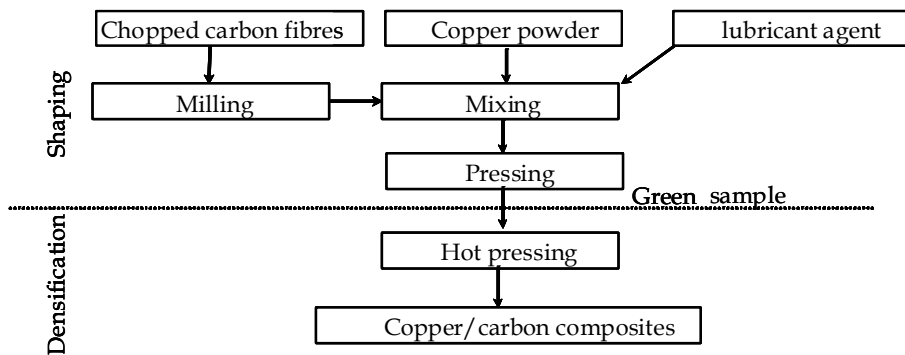 Chopped carbon fibres
Copper powder
lubricant agent
Shaping
Milling
Mixing
Pressing
Green sample
Densification
Hot pressing
Copper/carbon composites